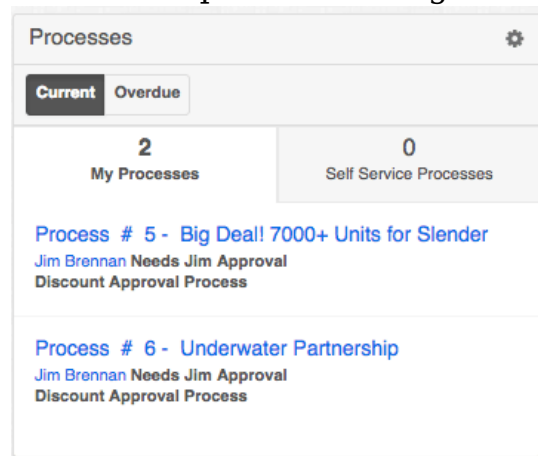 Processes
Current Overdue
2 0
My Processes Self Service Processes
Process # 5 - Big Deal! 7000+ Units for Slender
Jim Brennan Needs Jim Approval
Discount Approval Process
Process # 6 - Underwater Partnership
Jim Brennan Needs Jim Approval
Discount Approval Process